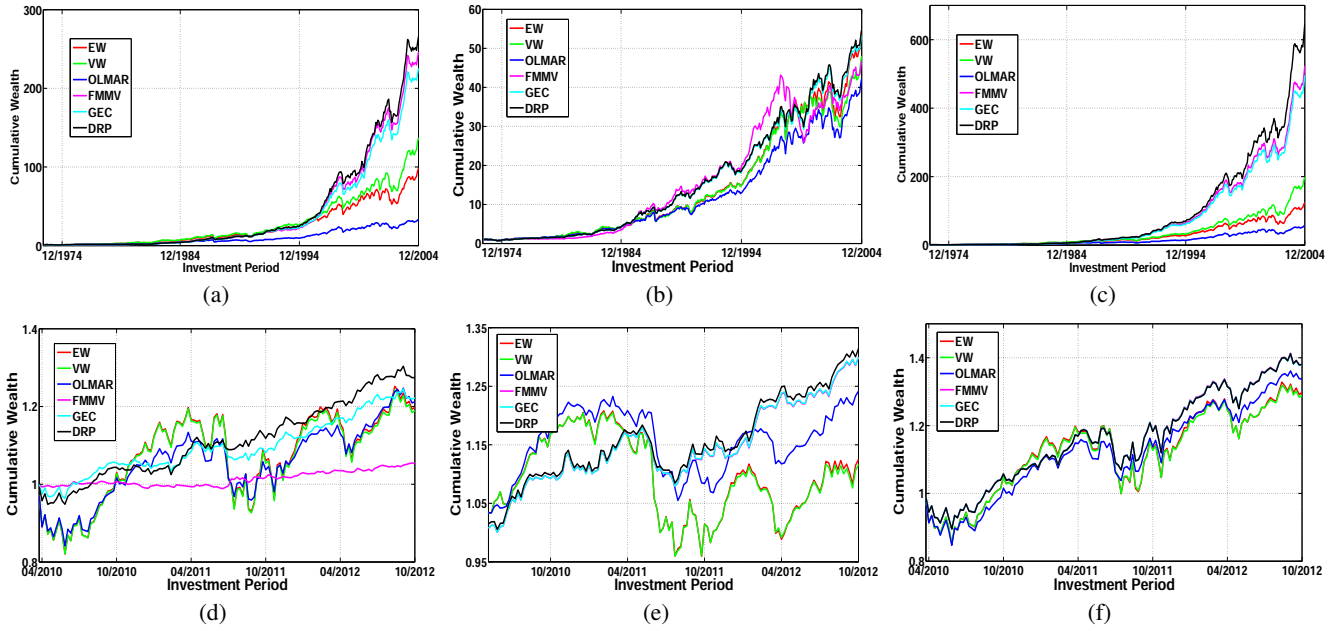 300
200
100
0
Cumulative Wealth
EW
VW
OLMAR
FMMV
GEC
DRP
12/1974
12/1984
12/1994
12/2004
Investment Period
(a)
60
50
40
30
20
10
0
Cumulative Wealth
EW
VW
OLMAR
FMMV
GEC
DRP
12/1974
12/1984
12/1994
12/2004
Investment Period
(b)
600
400
200
0
Cumulative Wealth
EW
VW
OLMAR
FMMV
GEC
DRP
12/1974
12/1984
12/1994
12/2004
Investment Period
(c)
1.4
1.2
1.0
0.8
Cumulative Wealth
EW
VW
OLMAR
FMMV
GEC
DRP
04/2010
10/2010
04/2011
10/2011
04/2012
10/2012
Investment Period
(d)
1.35
1.25
1.15
1.05
0.95
Cumulative Wealth
EW
VW
OLMAR
FMMV
GEC
DRP
10/2010
04/2011
10/2011
04/2012
10/2012
Investment Period
(e)
1.4
1.2
1
0.8
Cumulative Wealth
EW
VW
OLMAR
FMMV
GEC
DRP
04/2010
10/2010
04/2011
10/2011
04/2012
10/2012
Investment Period
(f)